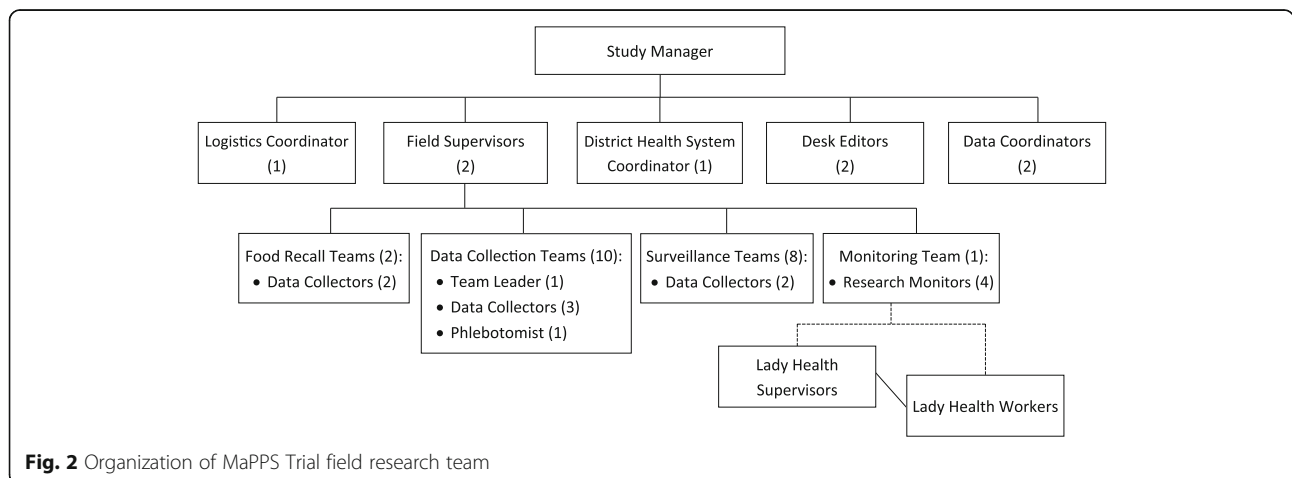 Study Manager
Logistics Coordinator
(1)
Field Supervisors
(2)
District Health System
Coordinator (1)
Desk Editors
(2)
Data Coordinators
(2)
Food Recall Teams (2):
• Data Collectors (2)
Data Collection Teams (10):
• Team Leader (1)
• Data Collectors (3)
• Phlebotomist (1)
Surveillance Teams (8):
• Data Collectors (2)
Monitoring Team (1):
• Research Monitors (4)
Lady Health
Supervisors
Lady Health Workers
Fig. 2 Organization of MaPPS Trial field research team